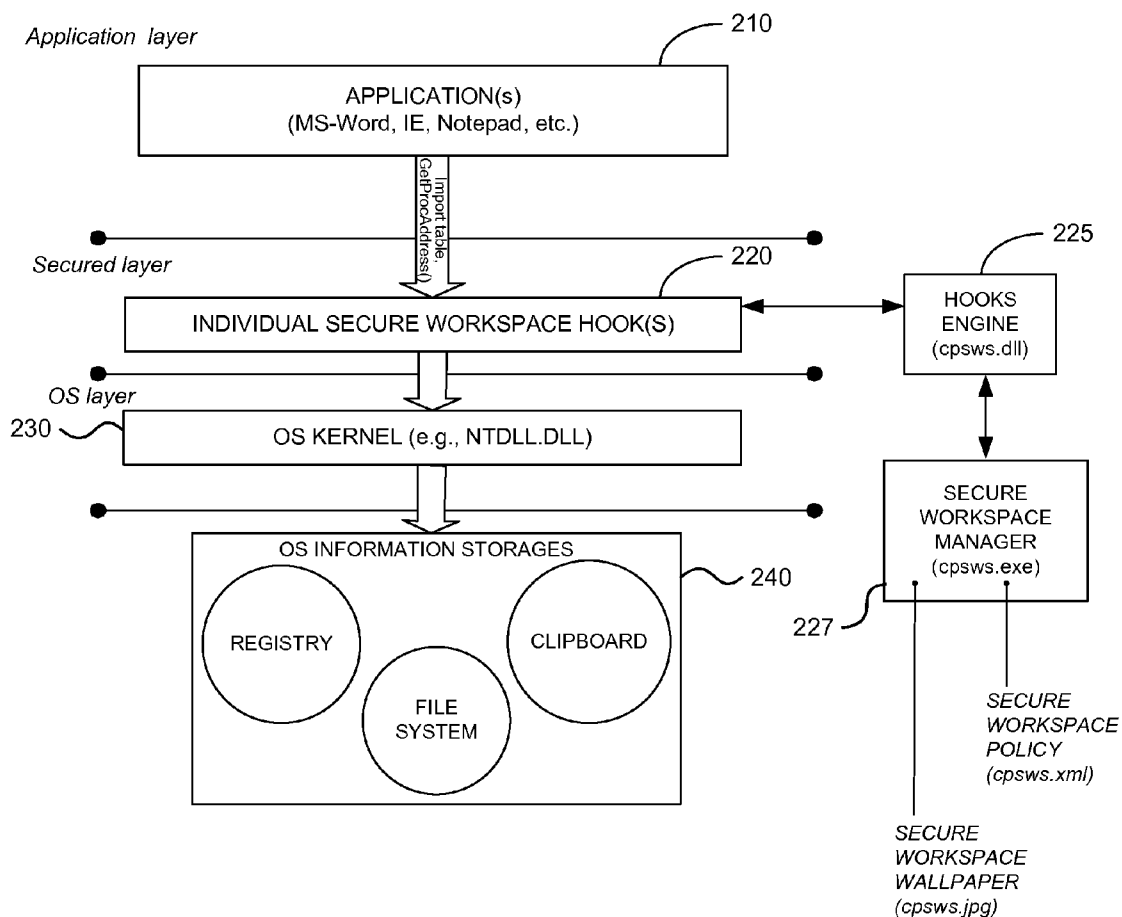 Application layer
210
APPLICATION(s)
(MS-Word, IE, Notepad, etc.)
Import table,
GetProcAddress()
Secured layer
220
225
INDIVIDUAL SECURE WORKSPACE HOOK(S)
HOOKS
ENGINE
(cpsws.dll)
OS layer
230
OS KERNEL (e.g., NTDLL.DLL)
SECURE
WORKSPACE
MANAGER
(cpsws.exe)
227
OS INFORMATION STORAGES
240
REGISTRY
CLIPBOARD
FILE
SYSTEM
SECURE
WORKSPACE
POLICY
(cpsws.xml)
SECURE
WORKSPACE
WALLPAPER
(cpsws.jpg)